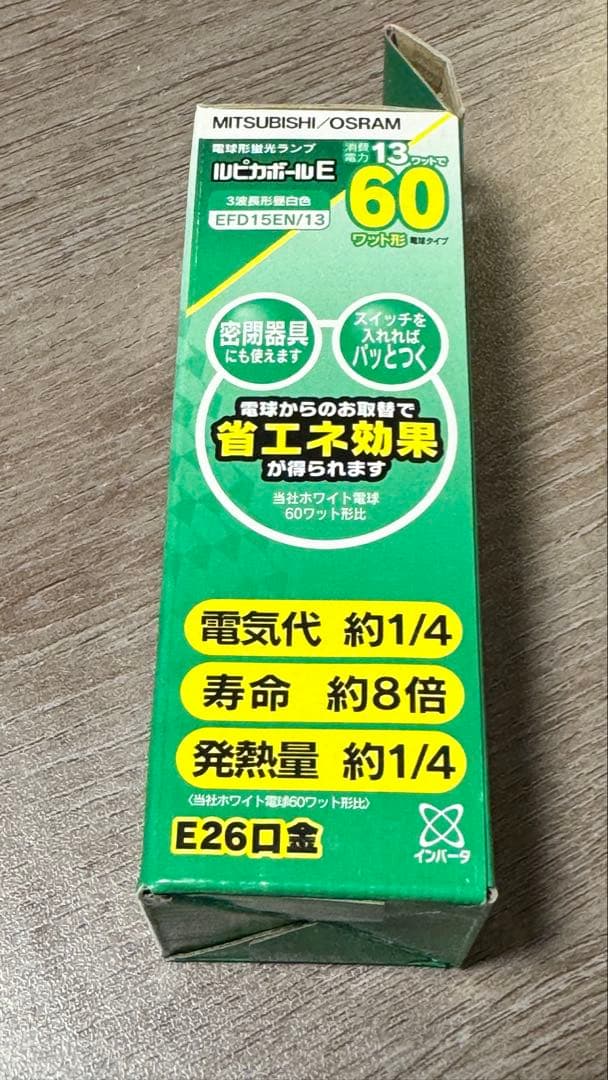 MITSUBISHI/OSRAM
電球形蛍光ランプ
ルピカボールE
3波長形昼白色
EFD15EN/13
消費電力 13ワットで
60
ワット形 電球タイプ
密閉器具
にも使えます
スイッチを
入れれば
パッとつく
電球からのお取替で
省エネ効果
が得られます
当社ホワイト電球
60ワット形比
電気代 約1/4
寿命 約8倍
発熱量 約1/4
〈当社ホワイト電球60ワット形比〉
E26口金
インバータ